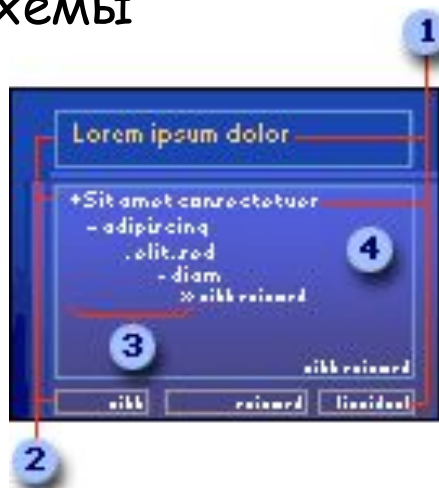 хемы
1
Lorem ipsum dolor
+Sit amet consectetuer
- adipiscing
. elit. sed
- diam
» nibh euismod
4
3
nibh euismod
nibh
euismod
tincidunt
2